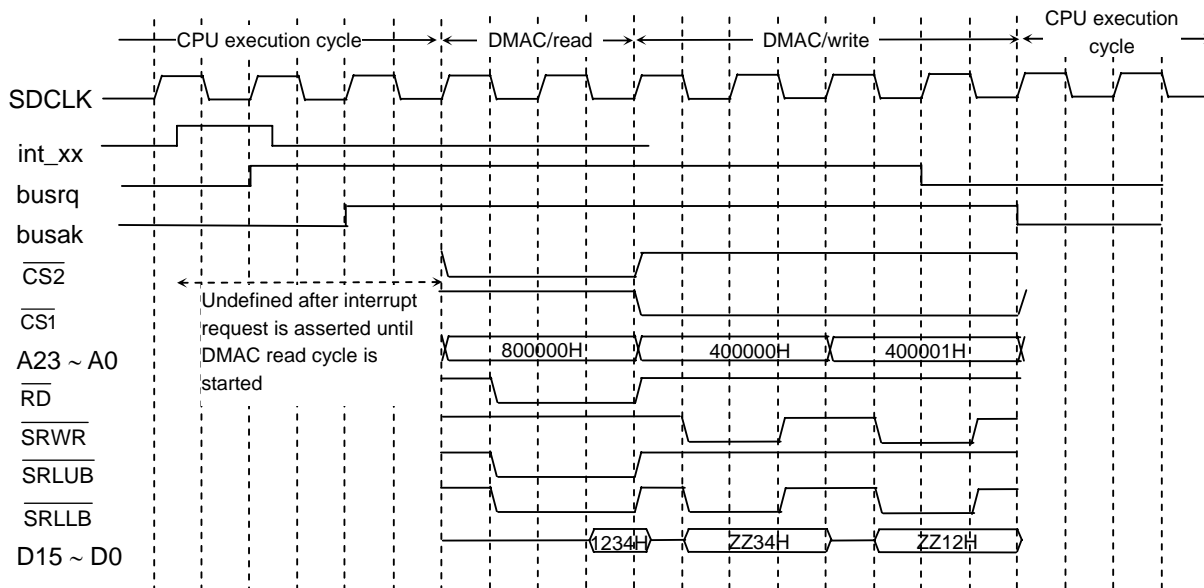 CPU execution cycle
DMAC/read
DMAC/write
CPU execution
cycle
SDCLK
int_xx
busrq
busak
CS2
Undefined after interrupt
request is asserted until
DMAC read cycle is
started
CS1
A23 ~ A0
800000H
400000H
400001H
RD
SRWR
SRLUB
SRLLB
D15 ~ D0
1234H
ZZ34H
ZZ12H